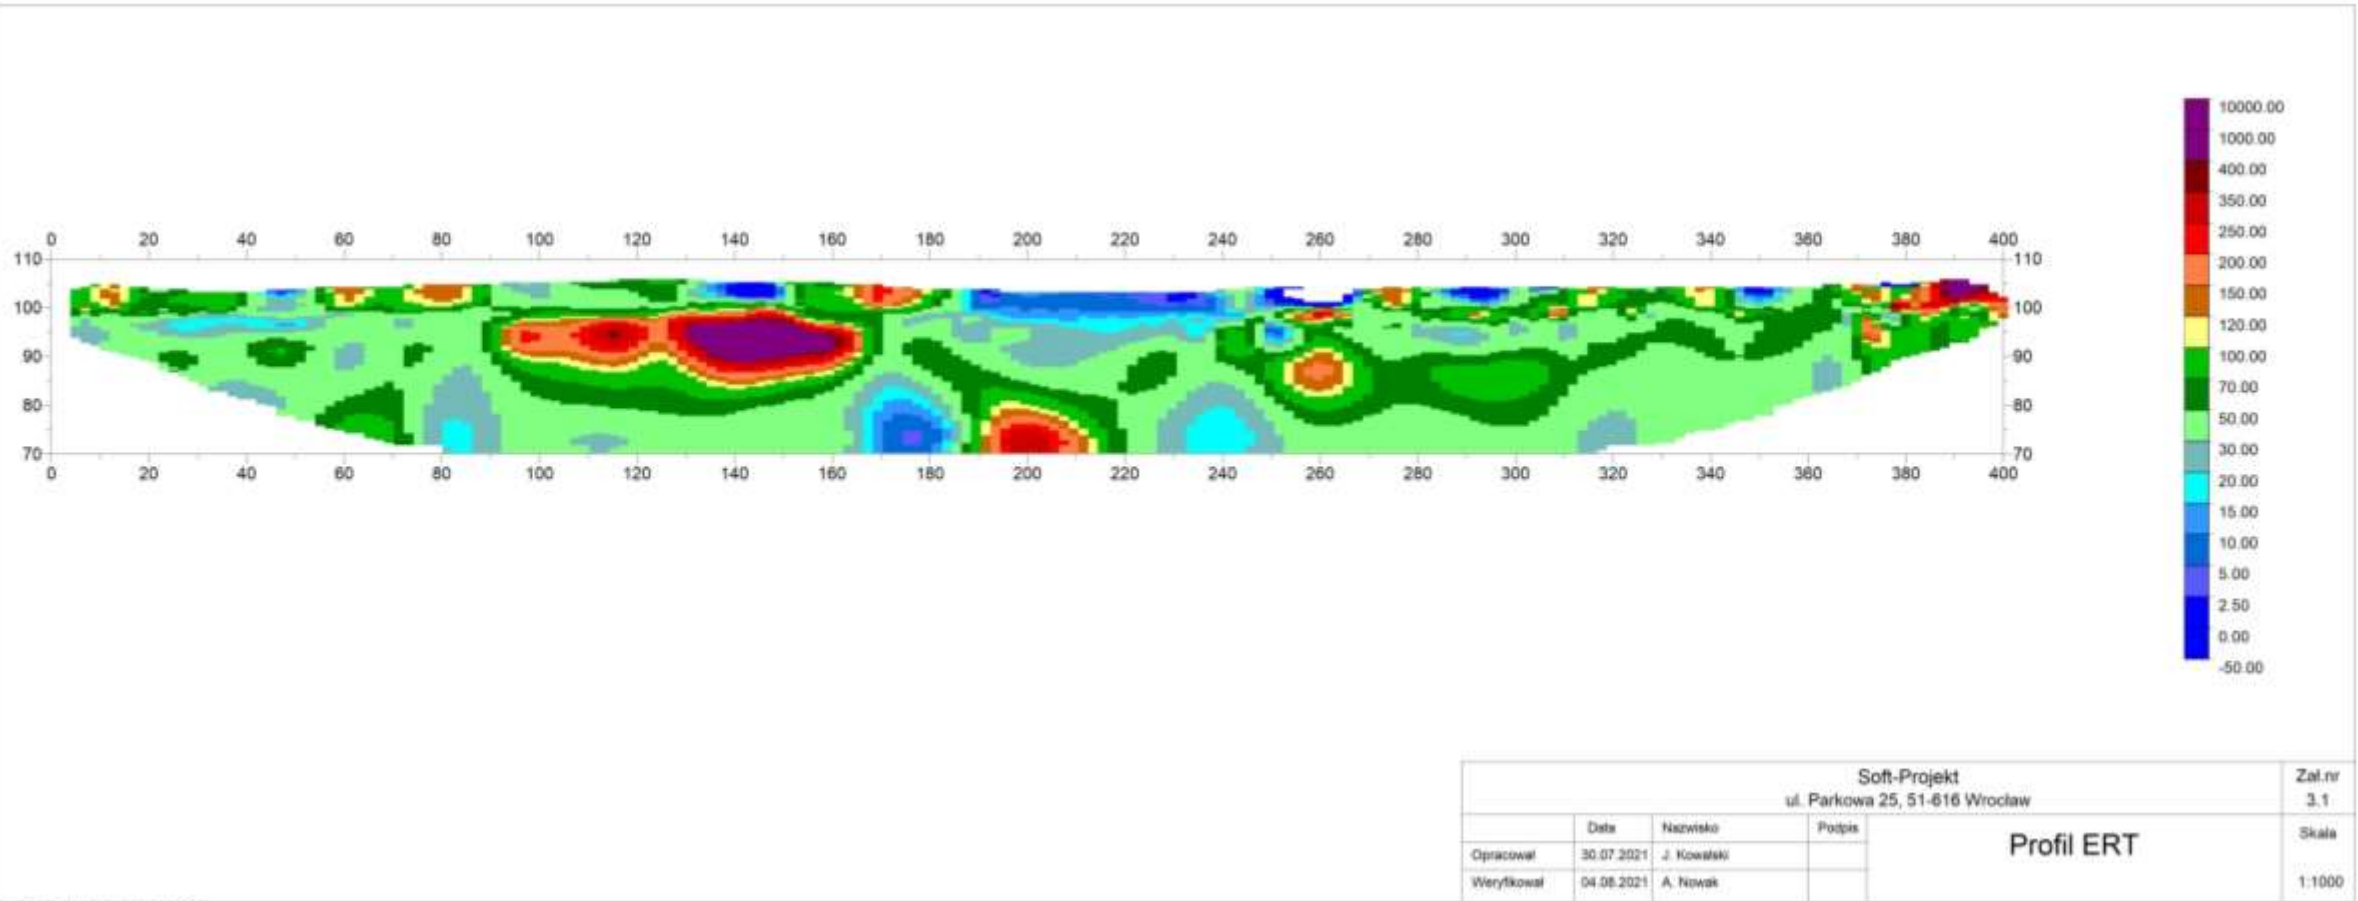 0 20 40 60 80 100 120 140 160 180 200 220 240 260 280 300 320 340 360 380 400
110 110
100 100
90 90
80 80
70 70
0 20 40 60 80 100 120 140 160 180 200 220 240 260 280 300 320 340 360 380 400
10000.00
1000.00
400.00
350.00
250.00
200.00
150.00
120.00
100.00
70.00
50.00
30.00
20.00
15.00
10.00
5.00
2.50
0.00
-50.00
Soft-Projekt
ul. Parkowa 25, 51-616 Wrocław
Zal.nr
3.1
Data Nazwisko Podpis
Opracował 30.07.2021 J. Kowalski
Weryfikował 04.08.2021 A. Nowak
Profil ERT
Skala
1:1000